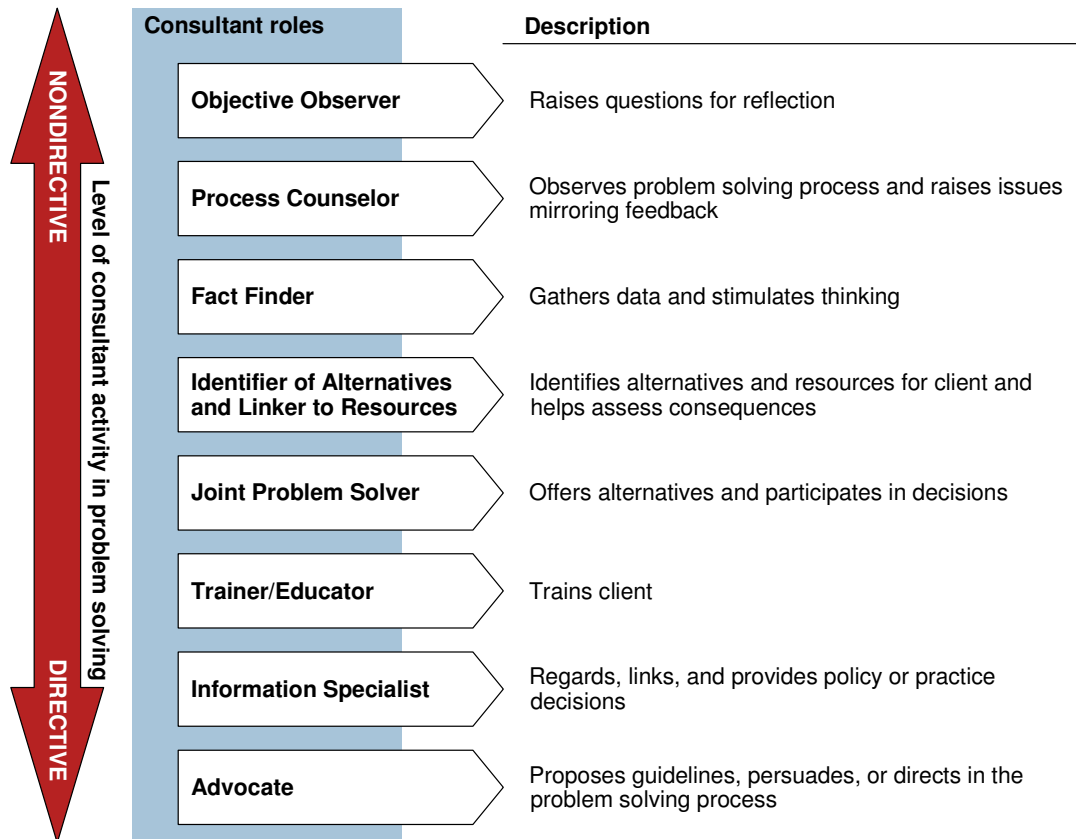 Consultant roles
Description
NONDIRECTIVE
Level of consultant activity in problem solving
DIRECTIVE
Objective Observer
Raises questions for reflection
Process Counselor
Observes problem solving process and raises issues
mirroring feedback
Fact Finder
Gathers data and stimulates thinking
Identifier of Alternatives
and Linker to Resources
Identifies alternatives and resources for client and
helps assess consequences
Joint Problem Solver
Offers alternatives and participates in decisions
Trainer/Educator
Trains client
Information Specialist
Regards, links, and provides policy or practice
decisions
Advocate
Proposes guidelines, persuades, or directs in the
problem solving process